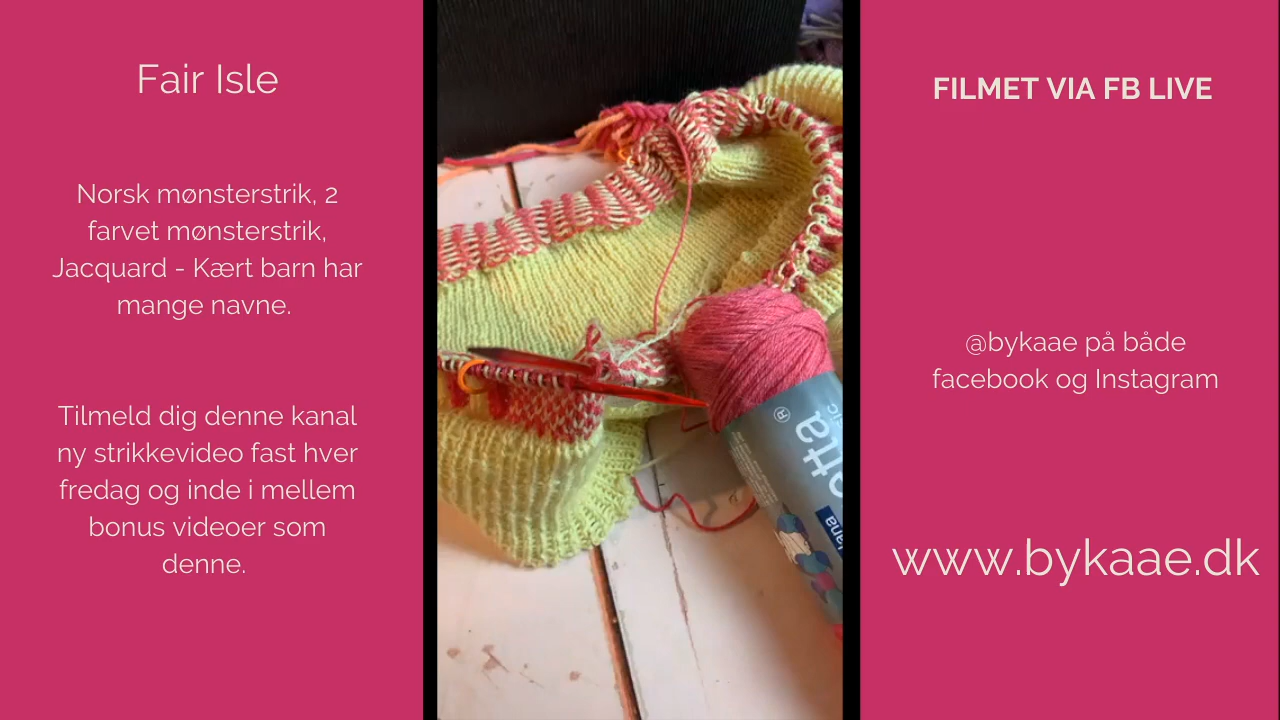 Fair Isle
Norsk mønsterstrik, 2
farvet mønsterstrik,
Jacquard - Kært barn har
mange navne.
Tilmeld dig denne kanal
ny strikkevideo fast hver
fredag og inde i mellem
bonus videoer som
denne.
®
FILMET VIA FB LIVE
@bykaae på både
facebook og Instagram
www.bykaae.dk